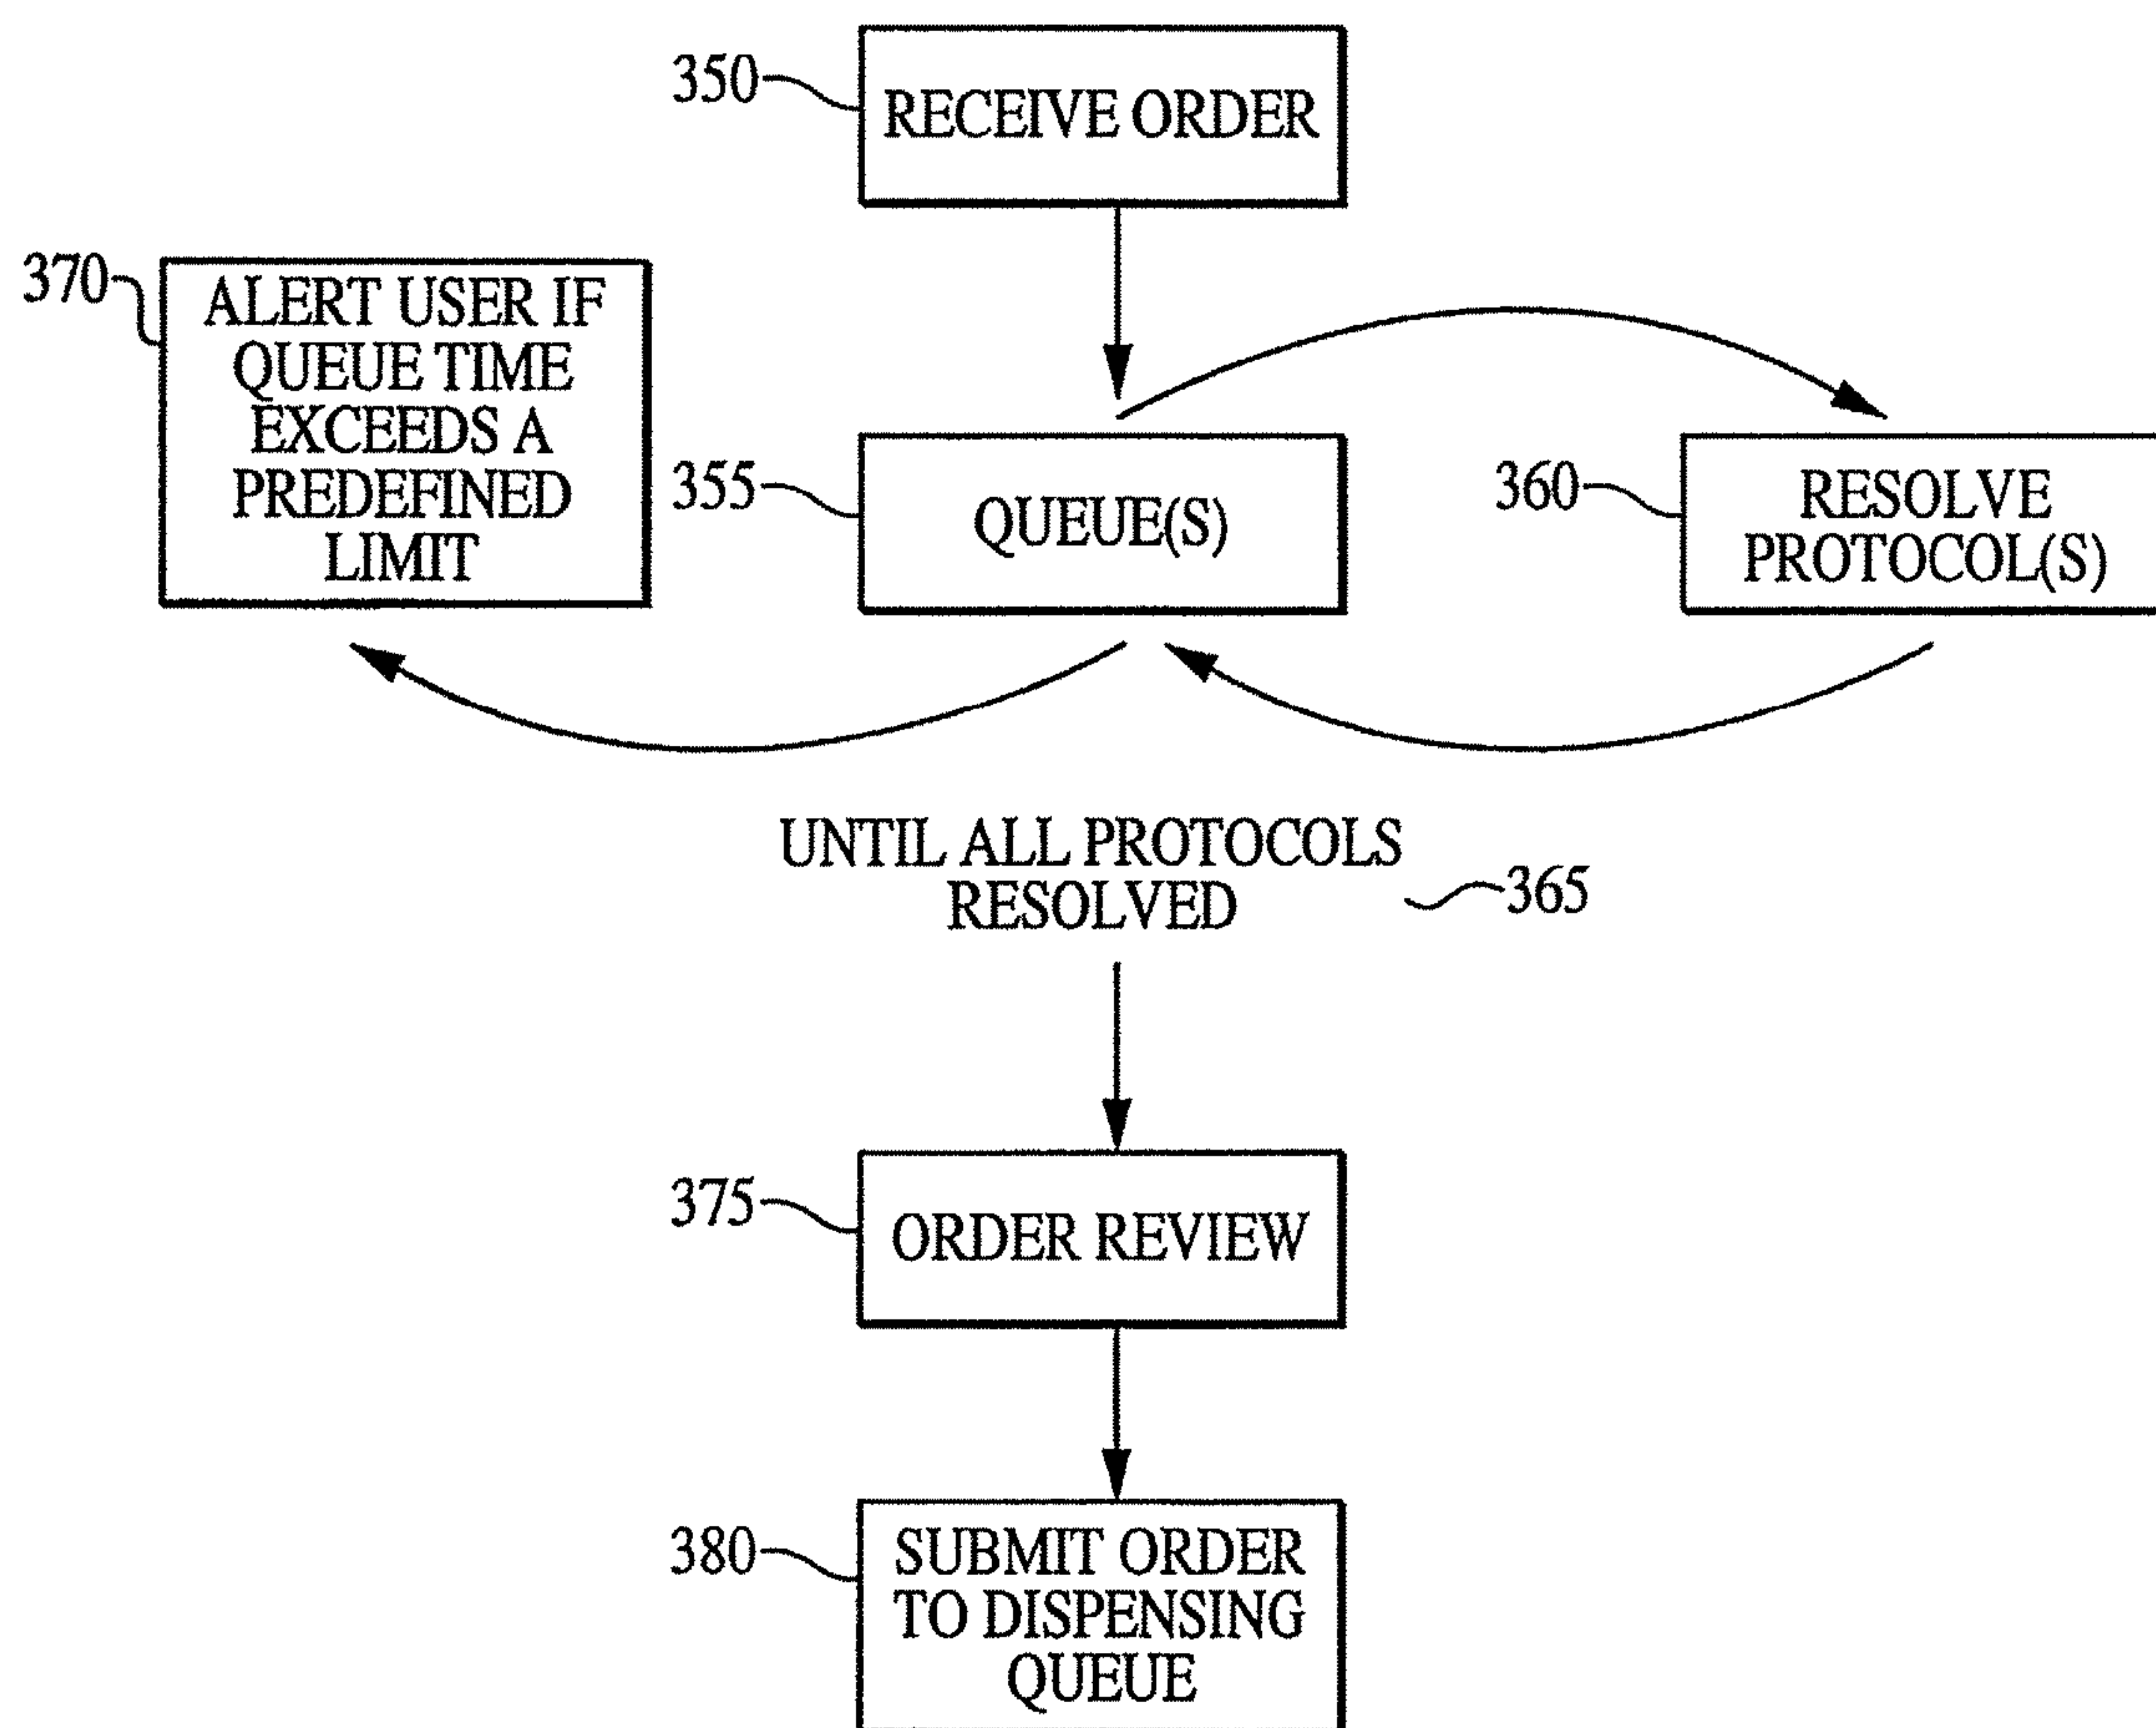 350
RECEIVE ORDER
370
ALERT USER IF
QUEUE TIME
EXCEEDS A
PREDEFINED
LIMIT
355
QUEUE(S)
360
RESOLVE
PROTOCOL(S)
UNTIL ALL PROTOCOLS
RESOLVED
365
375
ORDER REVIEW
380
SUBMIT ORDER
TO DISPENSING
QUEUE